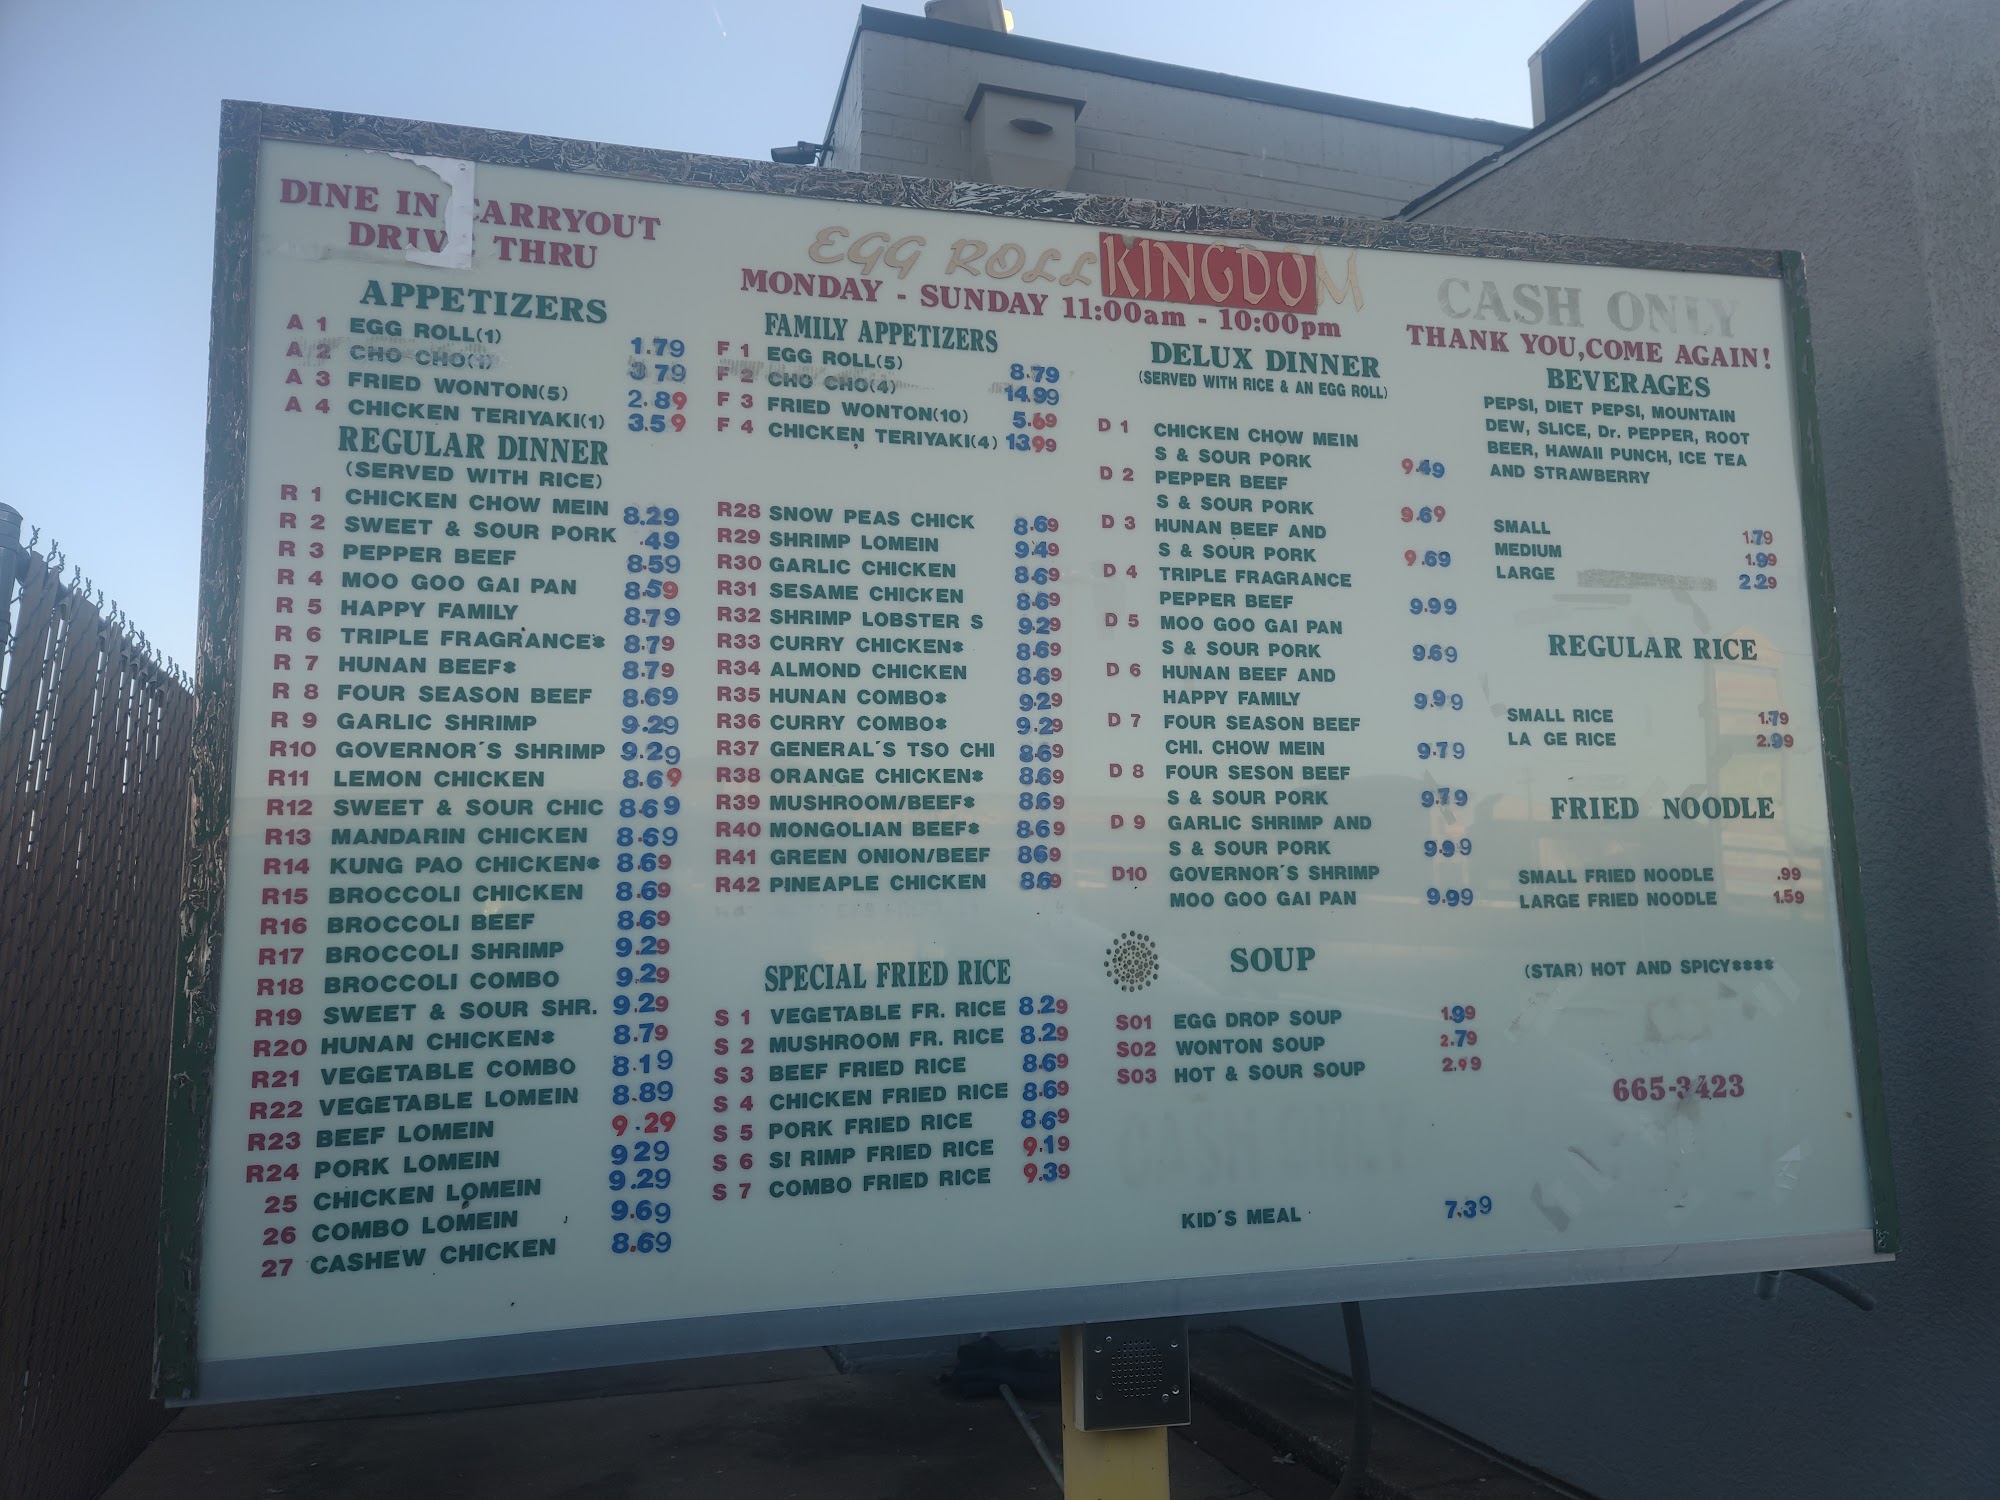 DINE IN CARRYOUT
DRIVE THRU
APPETIZERS
A 1 EGG ROLL(1) 1.79
A 2 CHO CHO(1) 3.79
A 3 FRIED WONTON(5) 2.89
A 4 CHICKEN TERIYAKI(1) 3.59
REGULAR DINNER
(SERVED WITH RICE)
R 1 CHICKEN CHOW MEIN 8.29
R 2 SWEET & SOUR PORK .49
R 3 PEPPER BEEF 8.59
R 4 MOO GOO GAI PAN 8.59
R 5 HAPPY FAMILY 8.79
R 6 TRIPLE FRAGRANCE* 8.79
R 7 HUNAN BEEF* 8.79
R 8 FOUR SEASON BEEF 8.69
R 9 GARLIC SHRIMP 9.29
R10 GOVERNOR'S SHRIMP 9.29
R11 LEMON CHICKEN 8.69
R12 SWEET & SOUR CHIC 8.69
R13 MANDARIN CHICKEN 8.69
R14 KUNG PAO CHICKEN* 8.69
R15 BROCCOLI CHICKEN 8.69
R16 BROCCOLI BEEF 8.69
R17 BROCCOLI SHRIMP 9.29
R18 BROCCOLI COMBO 9.29
R19 SWEET & SOUR SHR. 9.29
R20 HUNAN CHICKEN* 8.79
R21 VEGETABLE COMBO 8.19
R22 VEGETABLE LOMEIN 8.89
R23 BEEF LOMEIN 9.29
R24 PORK LOMEIN 929
25 CHICKEN LOMEIN 9.29
26 COMBO LOMEIN 9.69
27 CASHEW CHICKEN 8.69
EGG ROLL KINGDOM
MONDAY - SUNDAY 11:00am - 10:00pm
FAMILY APPETIZERS
F 1 EGG ROLL(5) 8.79
F 2 CHO CHO(4) 14.99
F 3 FRIED WONTON(10) 5.69
F 4 CHICKEN TERIYAKI(4) 13.99
R28 SNOW PEAS CHICK 8.69
R29 SHRIMP LOMEIN 9.49
R30 GARLIC CHICKEN 8.69
R31 SESAME CHICKEN 8.69
R32 SHRIMP LOBSTER S 9.29
R33 CURRY CHICKEN* 8.69
R34 ALMOND CHICKEN 8.69
R35 HUNAN COMBO* 9.29
R36 CURRY COMBO* 9.29
R37 GENERAL'S TSO CHI 8.69
R38 ORANGE CHICKEN* 8.69
R39 MUSHROOM/BEEF* 8.69
R40 MONGOLIAN BEEF* 8.69
R41 GREEN ONION/BEEF 869
R42 PINEAPLE CHICKEN 869
SPECIAL FRIED RICE
S 1 VEGETABLE FR. RICE 8.29
S 2 MUSHROOM FR. RICE 8.29
S 3 BEEF FRIED RICE 8.69
S 4 CHICKEN FRIED RICE 8.69
S 5 PORK FRIED RICE 8.69
S 6 SI RIMP FRIED RICE 9.19
S 7 COMBO FRIED RICE 9.39
DELUX DINNER
(SERVED WITH RICE & AN EGG ROLL)
D 1 CHICKEN CHOW MEIN
S & SOUR PORK 9.49
D 2 PEPPER BEEF
S & SOUR PORK 9.69
D 3 HUNAN BEEF AND
S & SOUR PORK 9.69
D 4 TRIPLE FRAGRANCE
PEPPER BEEF 9.99
D 5 MOO GOO GAI PAN
S & SOUR PORK 9.69
D 6 HUNAN BEEF AND
HAPPY FAMILY 9.99
D 7 FOUR SEASON BEEF
CHI. CHOW MEIN 9.79
D 8 FOUR SESON BEEF
S & SOUR PORK 9.79
D 9 GARLIC SHRIMP AND
S & SOUR PORK 9.99
D10 GOVERNOR'S SHRIMP
MOO GOO GAI PAN 9.99
SOUP
S01 EGG DROP SOUP 1.99
S02 WONTON SOUP 2.79
S03 HOT & SOUR SOUP 2.99
KID'S MEAL 7.39
CASH ONLY
THANK YOU,COME AGAIN!
BEVERAGES
PEPSI, DIET PEPSI, MOUNTAIN
DEW, SLICE, Dr. PEPPER, ROOT
BEER, HAWAII PUNCH, ICE TEA
AND STRAWBERRY
SMALL 1.79
MEDIUM 1.99
LARGE 2.29
REGULAR RICE
SMALL RICE 1.79
LA GE RICE 2.99
FRIED NOODLE
SMALL FRIED NOODLE .99
LARGE FRIED NOODLE 1.59
(STAR) HOT AND SPICY****
665-3423